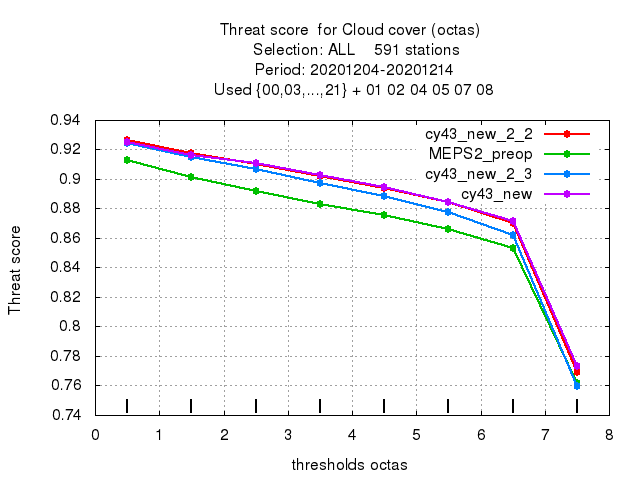 Threat score  for Cloud cover (octas)
Selection: ALL    591 stations
Period: 20201204-20201214
Used {00,03,...,21} + 01 02 04 05 07 08
cy43_new_2_2
MEPS2_preop
cy43_new_2_3
cy43_new
0.94
0.92
0.9
0.88
0.86
0.84
0.82
0.8
0.78
0.76
0.74
Threat score
0 1 2 3 4 5 6 7 8
thresholds octas